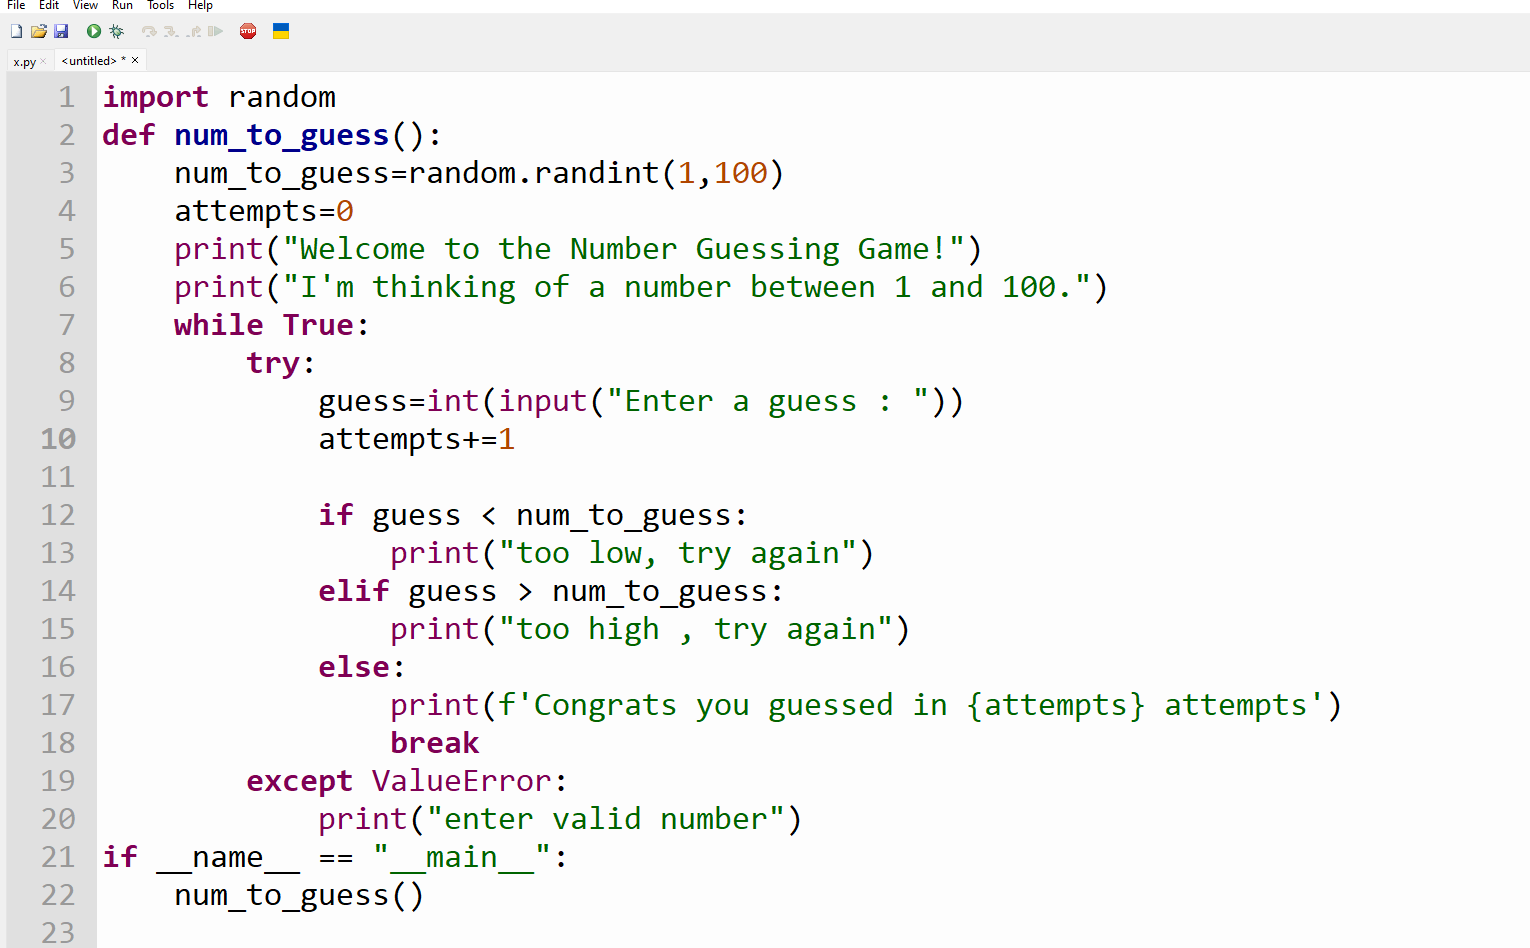 File Edit View Run Tools Help
STOP
x.py × <untitled> * ×
1 import random
2 def num_to_guess():
3     num_to_guess=random.randint(1,100)
4     attempts=0
5     print("Welcome to the Number Guessing Game!")
6     print("I'm thinking of a number between 1 and 100.")
7     while True:
8         try:
9             guess=int(input("Enter a guess : "))
10             attempts+=1
11
12             if guess < num_to_guess:
13                 print("too low, try again")
14             elif guess > num_to_guess:
15                 print("too high , try again")
16             else:
17                 print(f'Congrats you guessed in {attempts} attempts')
18                 break
19         except ValueError:
20             print("enter valid number")
21 if __name__ == "__main__":
22     num_to_guess()
23